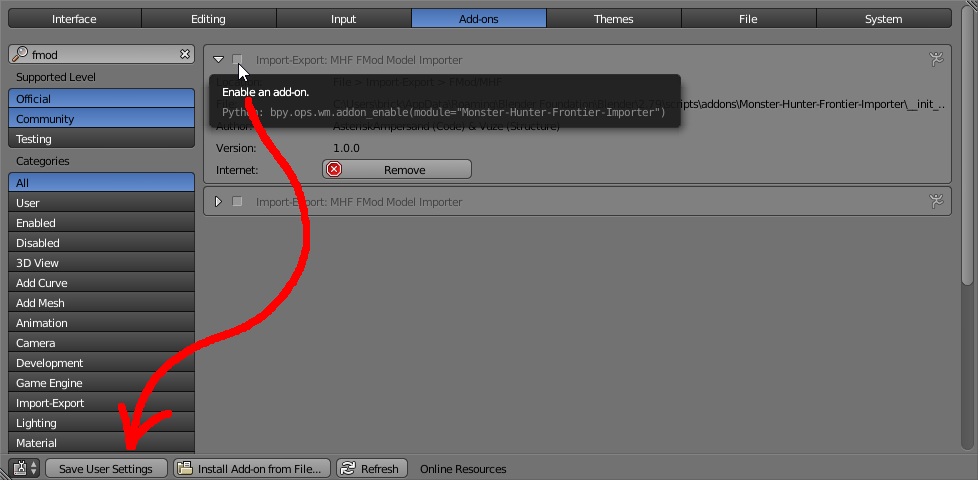 Interface Editing Input Add-ons Themes File System
fmod
Supported Level
Official
Community
Testing
Categories
All
User
Enabled
Disabled
3D View
Add Curve
Add Mesh
Animation
Camera
Development
Game Engine
Import-Export
Lighting
Material
Import-Export: MHF FMod Model Importer
File > Import-Export > FMod/MHF
Enable an add-on.
Python: bpy.ops.wm.addon_enable(module="Monster-Hunter-Frontier-Importer")
\scripts\addons\Monster-Hunter-Frontier-Importer\__init_..
Author: AsteriskAmpersand (Code) & Vuze (Structure)
Version: 1.0.0
Internet: Remove
Import-Export: MHF FMod Model Importer
Save User Settings Install Add-on from File... Refresh Online Resources